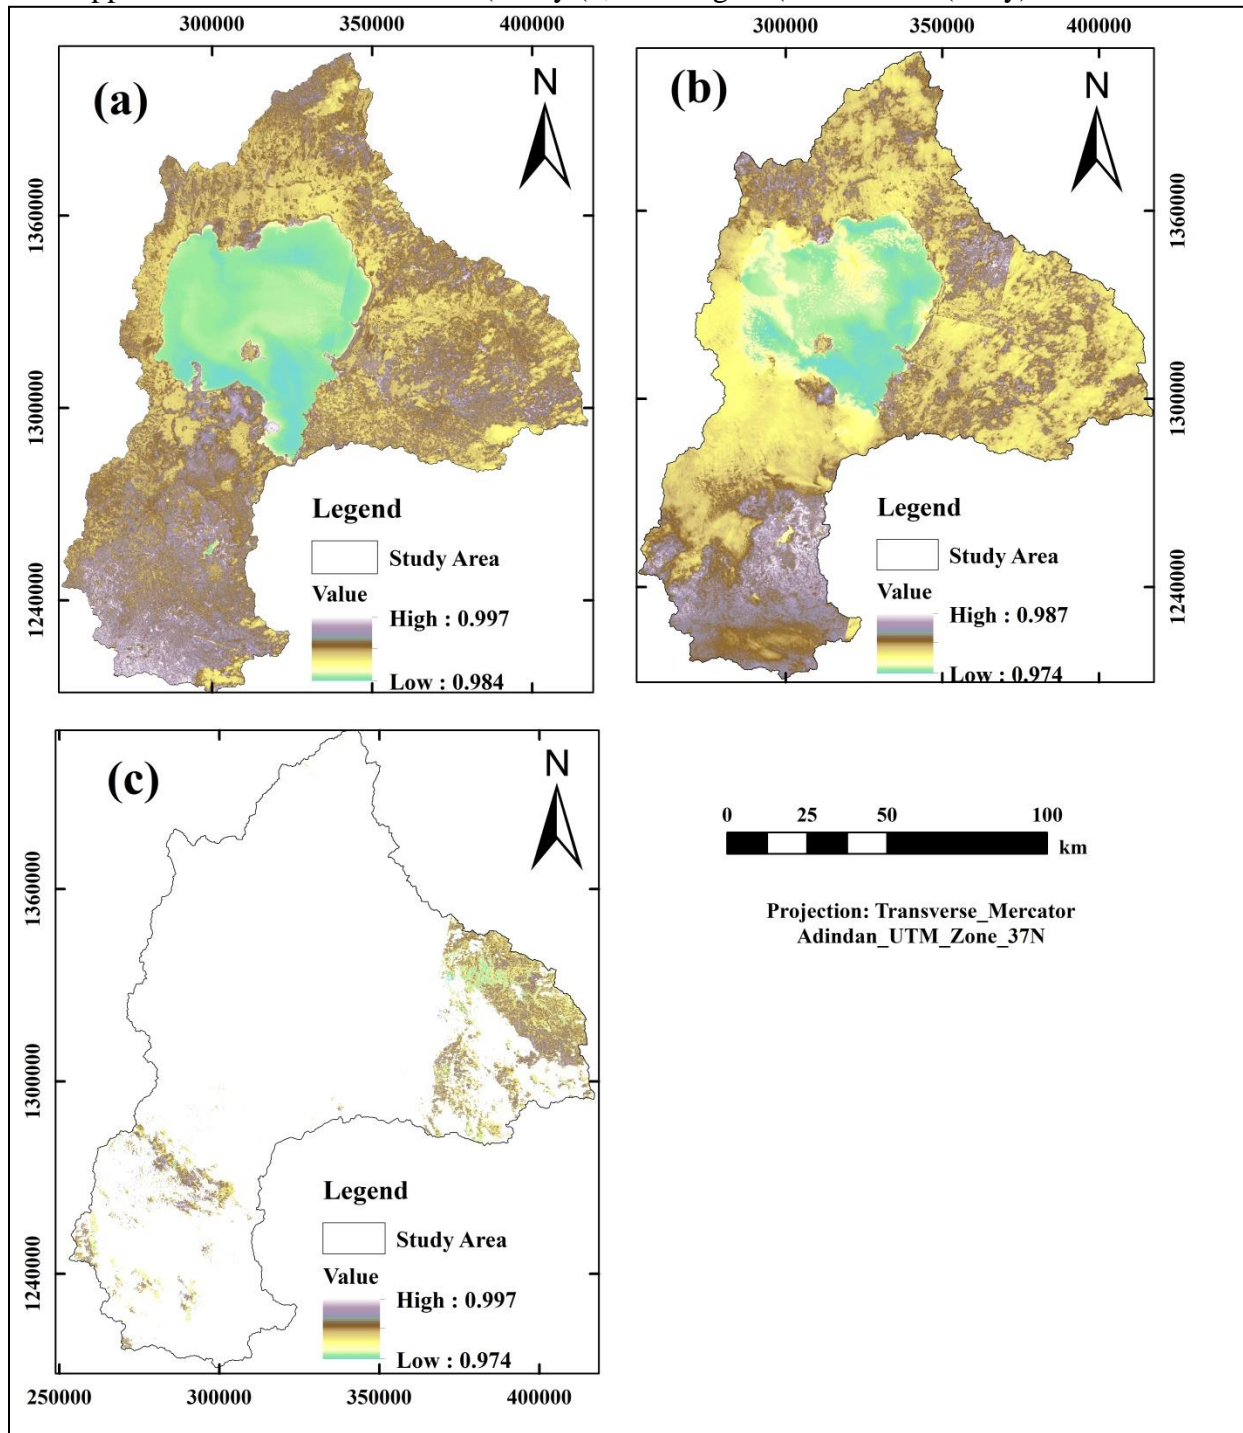 300000 350000 400000
300000 350000 400000
(a)
N
(b)
N
1360000
1300000
1240000
1360000
1300000
1240000
Legend
Study Area
Value
High : 0.997
Low : 0.984
Legend
Study Area
Value
High : 0.987
Low : 0.974
(c)
N
1360000
1300000
1240000
Legend
Study Area
Value
High : 0.997
Low : 0.974
250000 300000 350000 400000
0 25 50 100
km
Projection: Transverse_Mercator
Adindan_UTM_Zone_37N